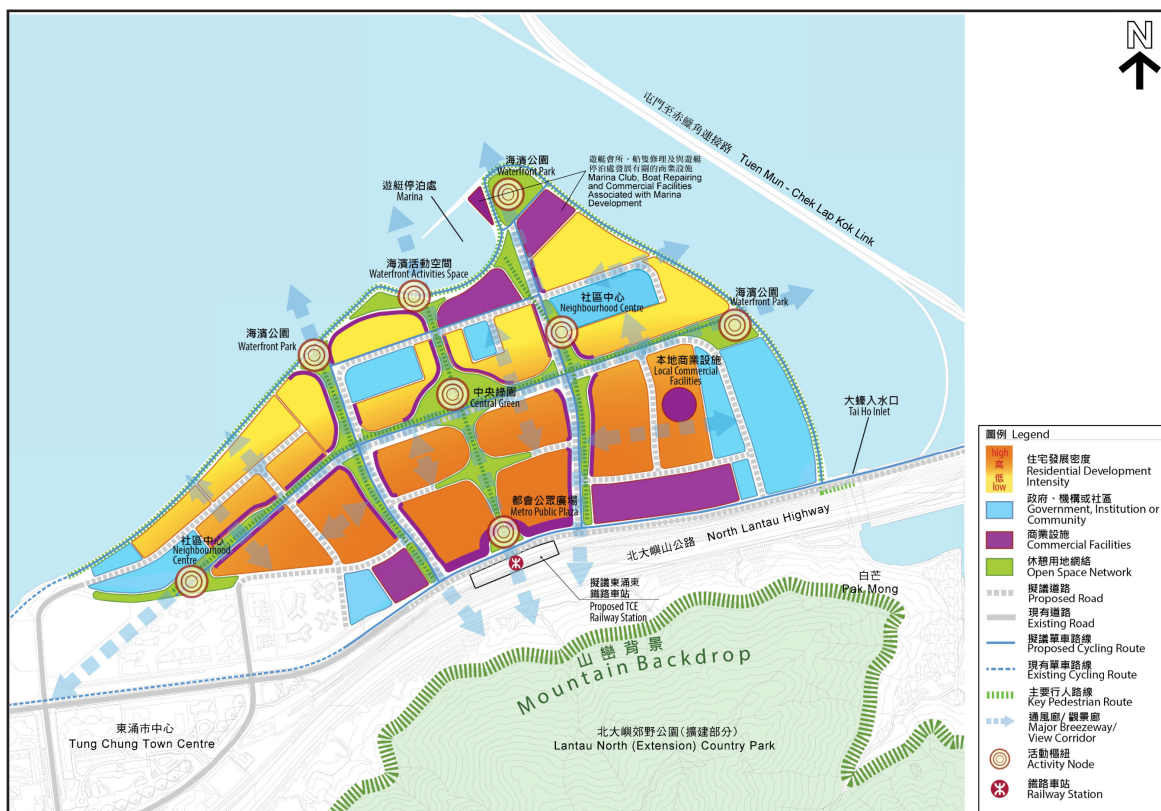 N
屯門至赤鱲角連接路 Tuen Mun - Chek Lap Kok Link
海濱公園
Waterfront Park
遊艇會所、船隻修理及與遊艇
停泊處發展有關的商業設施
Marina Club, Boat Repairing
and Commercial Facilities
Associated with Marina
Development
遊艇停泊處
Marina
海濱活動空間
Waterfront Activities Space
社區中心
Neighbourhood Centre
海濱公園
Waterfront Park
海濱公園
Waterfront Park
本地商業設施
Local Commercial
Facilities
中央綠園
Central Green
大蠔入水口
Tai Ho Inlet
都會公眾廣場
Metro Public Plaza
北大嶼山公路 North Lantau Highway
社區中心
Neighbourhood
Centre
擬議東涌東
鐵路車站
Proposed TCE
Railway Station
白芒
Pak Mong
山巒背景
Mountain Backdrop
東涌市中心
Tung Chung Town Centre
北大嶼郊野公園(擴建部分)
Lantau North (Extension) Country Park
圖例 Legend
high
高
低
low
住宅發展密度
Residential Development
Intensity
政府、機構或社區
Government, Institution or
Community
商業設施
Commercial Facilities
休憩用地網絡
Open Space Network
擬議道路
Proposed Road
現有道路
Existing Road
擬議單車路線
Proposed Cycling Route
現有單車路線
Existing Cycling Route
主要行人路線
Key Pedestrian Route
通風廊/ 觀景廊
Major Breezeway/
View Corridor
活動樞紐
Activity Node
鐵路車站
Railway Station